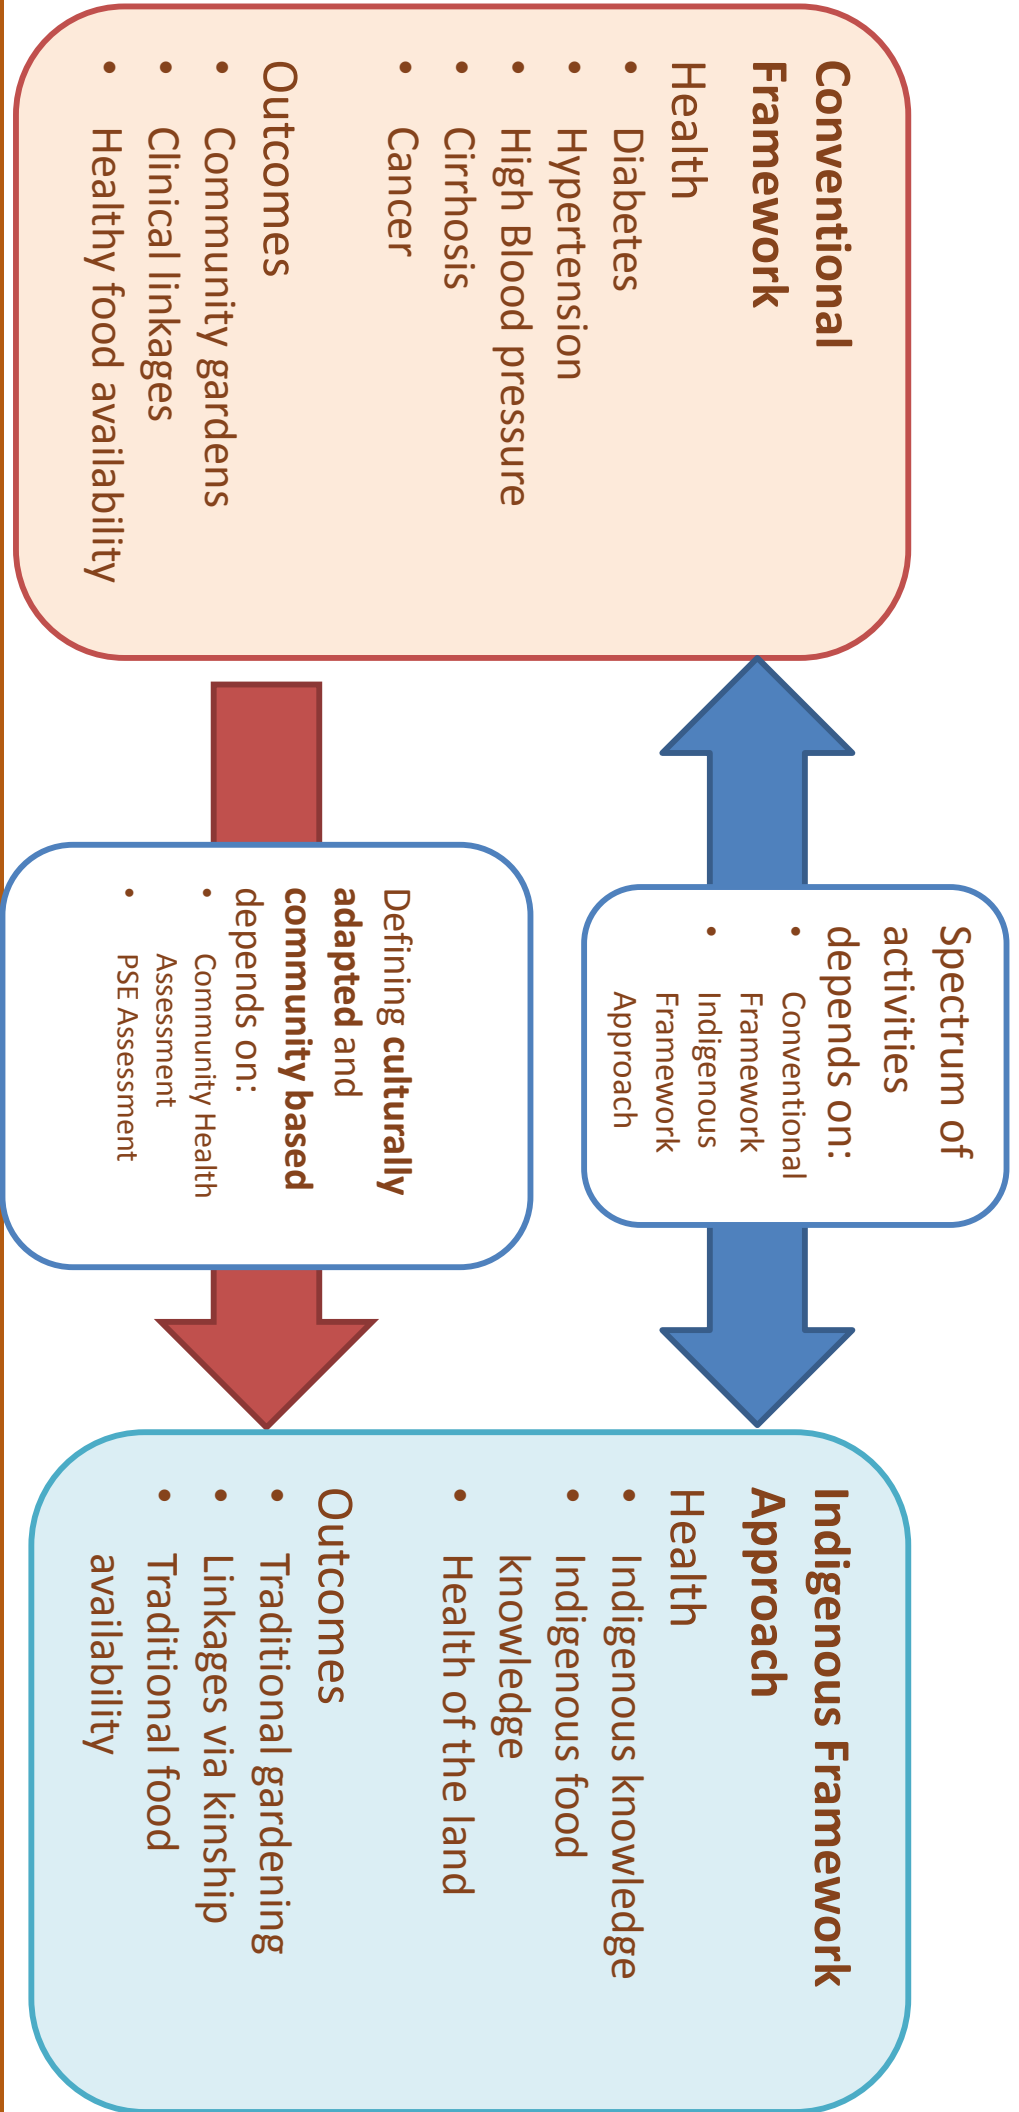 Conventional
Framework
Health
• Diabetes
• Hypertension
• High Blood pressure
• Cirrhosis
• Cancer
Outcomes
• Community gardens
• Clinical linkages
• Healthy food availability
Spectrum of
activities
depends on:
• Conventional
Framework
• Indigenous
Framework
Approach
Defining culturally
adapted and
community based
depends on:
• Community Health
Assessment
• PSE Assessment
Indigenous Framework
Approach
Health
• Indigenous knowledge
• Indigenous food
knowledge
• Health of the land
Outcomes
• Traditional gardening
• Linkages via kinship
• Traditional food
availability